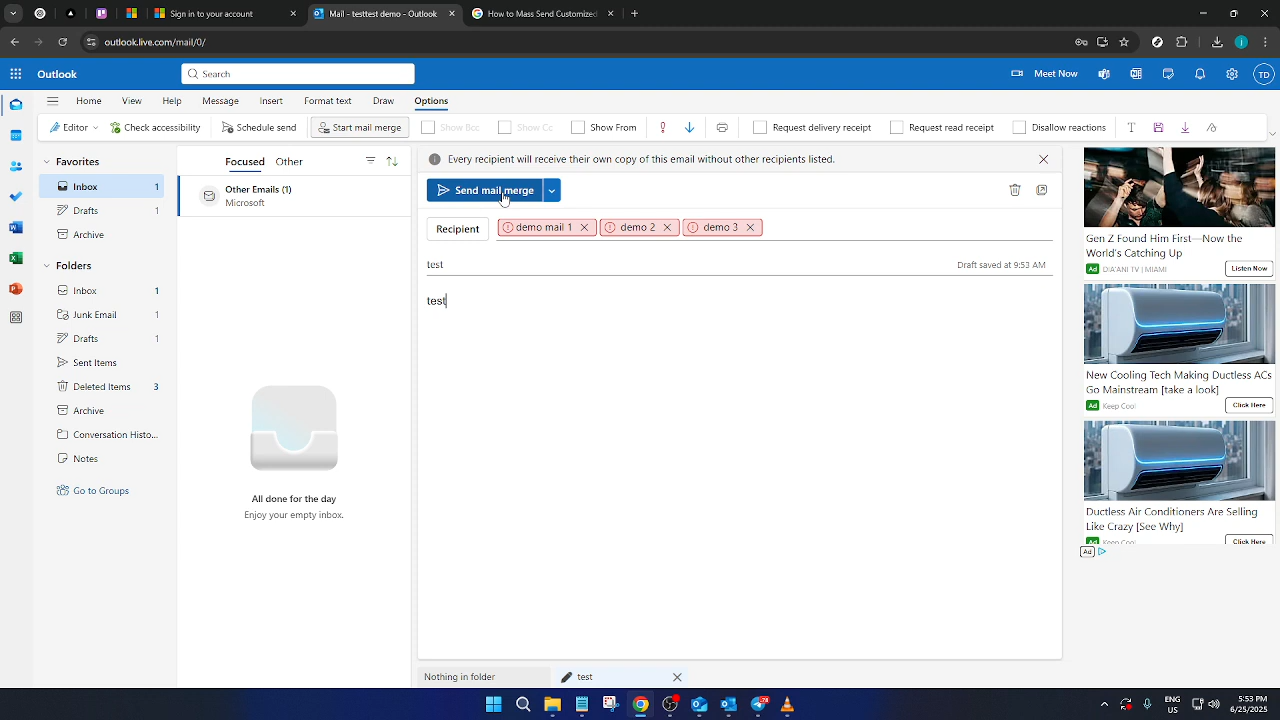 Sign in to your account
Mail - testtest demo - Outlook
How to Mass Send Customized
outlook.live.com/mail/0/
Outlook
Search
Meet Now
TD
Home
View
Help
Message
Insert
Format text
Draw
Options
Editor
Check accessibility
Schedule send
Start mail merge
Show Bcc
Show Cc
Show From
Request delivery receipt
Request read receipt
Disallow reactions
Favorites
Inbox 1
Drafts 1
Archive
Folders
Inbox 1
Junk Email 1
Drafts 1
Sent Items
Deleted Items 3
Archive
Conversation Histo...
Notes
Go to Groups
Focused
Other
Other Emails (1)
Microsoft
All done for the day
Enjoy your empty inbox.
Every recipient will receive their own copy of this email without other recipients listed.
Send mail merge
Recipient
demo mail 1
demo 2
demo 3
test
Draft saved at 9:53 AM
test
Nothing in folder
test
Gen Z Found Him First—Now the
World's Catching Up
Ad D'A'ANI TV | MIAMI
Listen Now
New Cooling Tech Making Ductless ACs
Go Mainstream [take a look]
Ad Keep Cool
Click Here
Ductless Air Conditioners Are Selling
Like Crazy [See Why]
Ad Keep Cool
Click Here
Ad
ENG
US
5:53 PM
6/25/2025